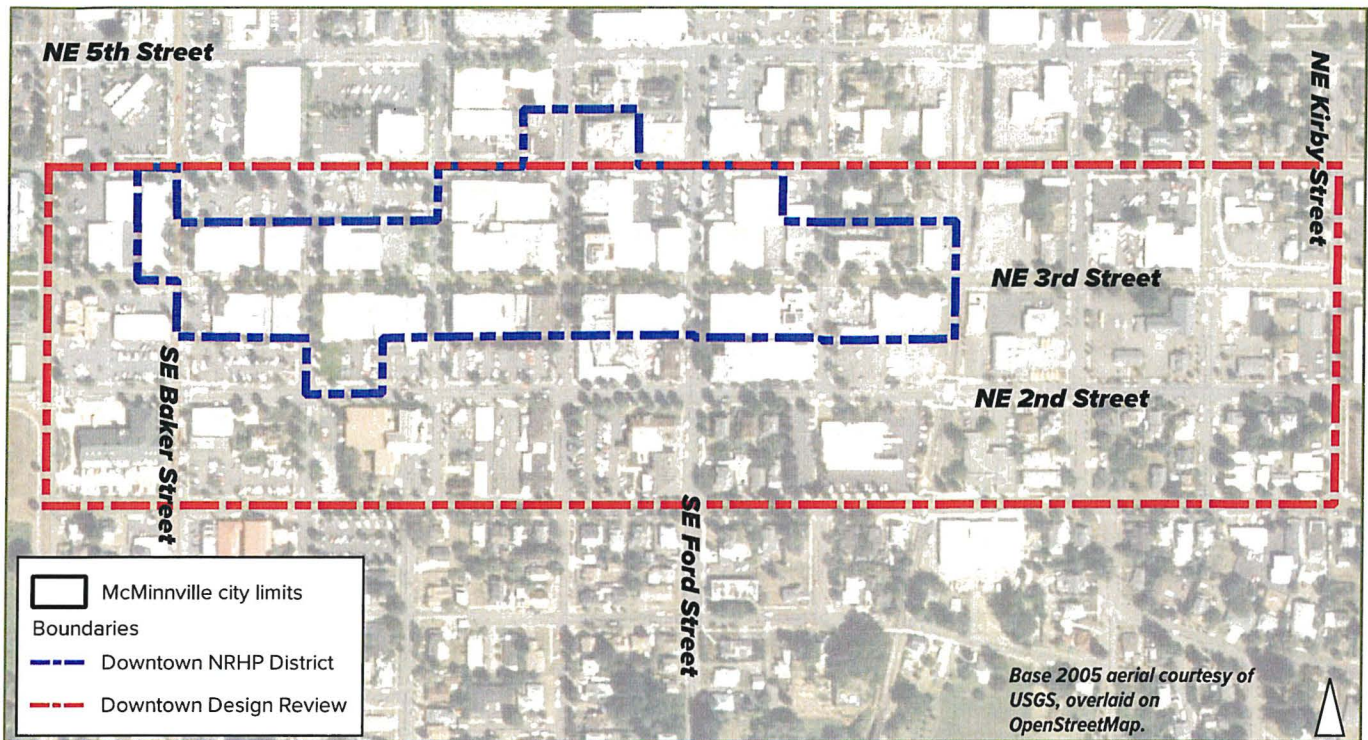 NE 5th Street
NE Kirby Street
NE 3rd Street
NE 2nd Street
SE Baker Street
SE Ford Street
McMinnville city limits
Boundaries
Downtown NRHP District
Downtown Design Review
Base 2005 aerial courtesy of
USGS, overlaid on
OpenStreetMap.